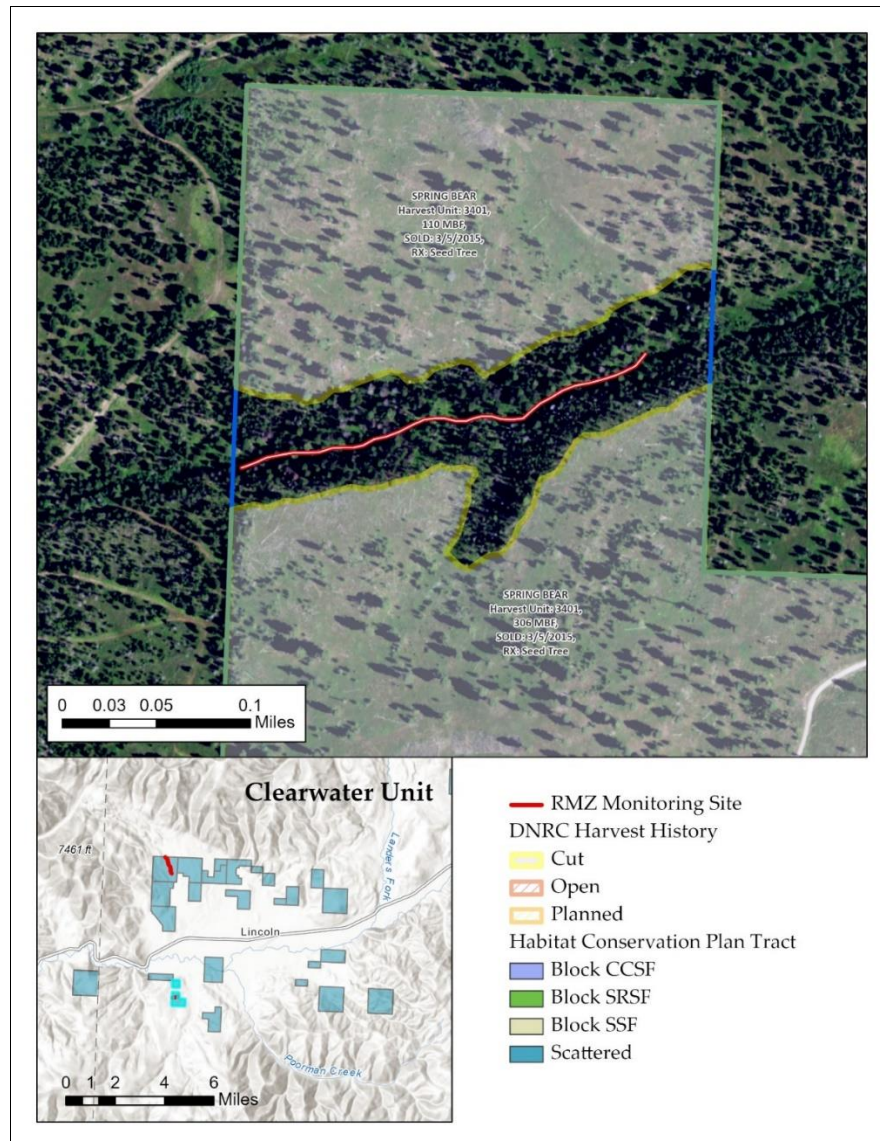 SPRING BEAR
Harvest Unit: 3401,
110 MBF,
SOLD: 3/5/2015,
RX: Seed Tree
SPRING BEAR
Harvest Unit: 3401,
306 MBF,
SOLD: 3/5/2015,
RX: Seed Tree
0 0.03 0.05 0.1
Miles
Clearwater Unit
7461 ft
Landers Fork
Lincoln
Poorman Creek
0 1 2 4 6
Miles
RMZ Monitoring Site
DNRC Harvest History
Cut
Open
Planned
Habitat Conservation Plan Tract
Block CCSF
Block SRSF
Block SSF
Scattered